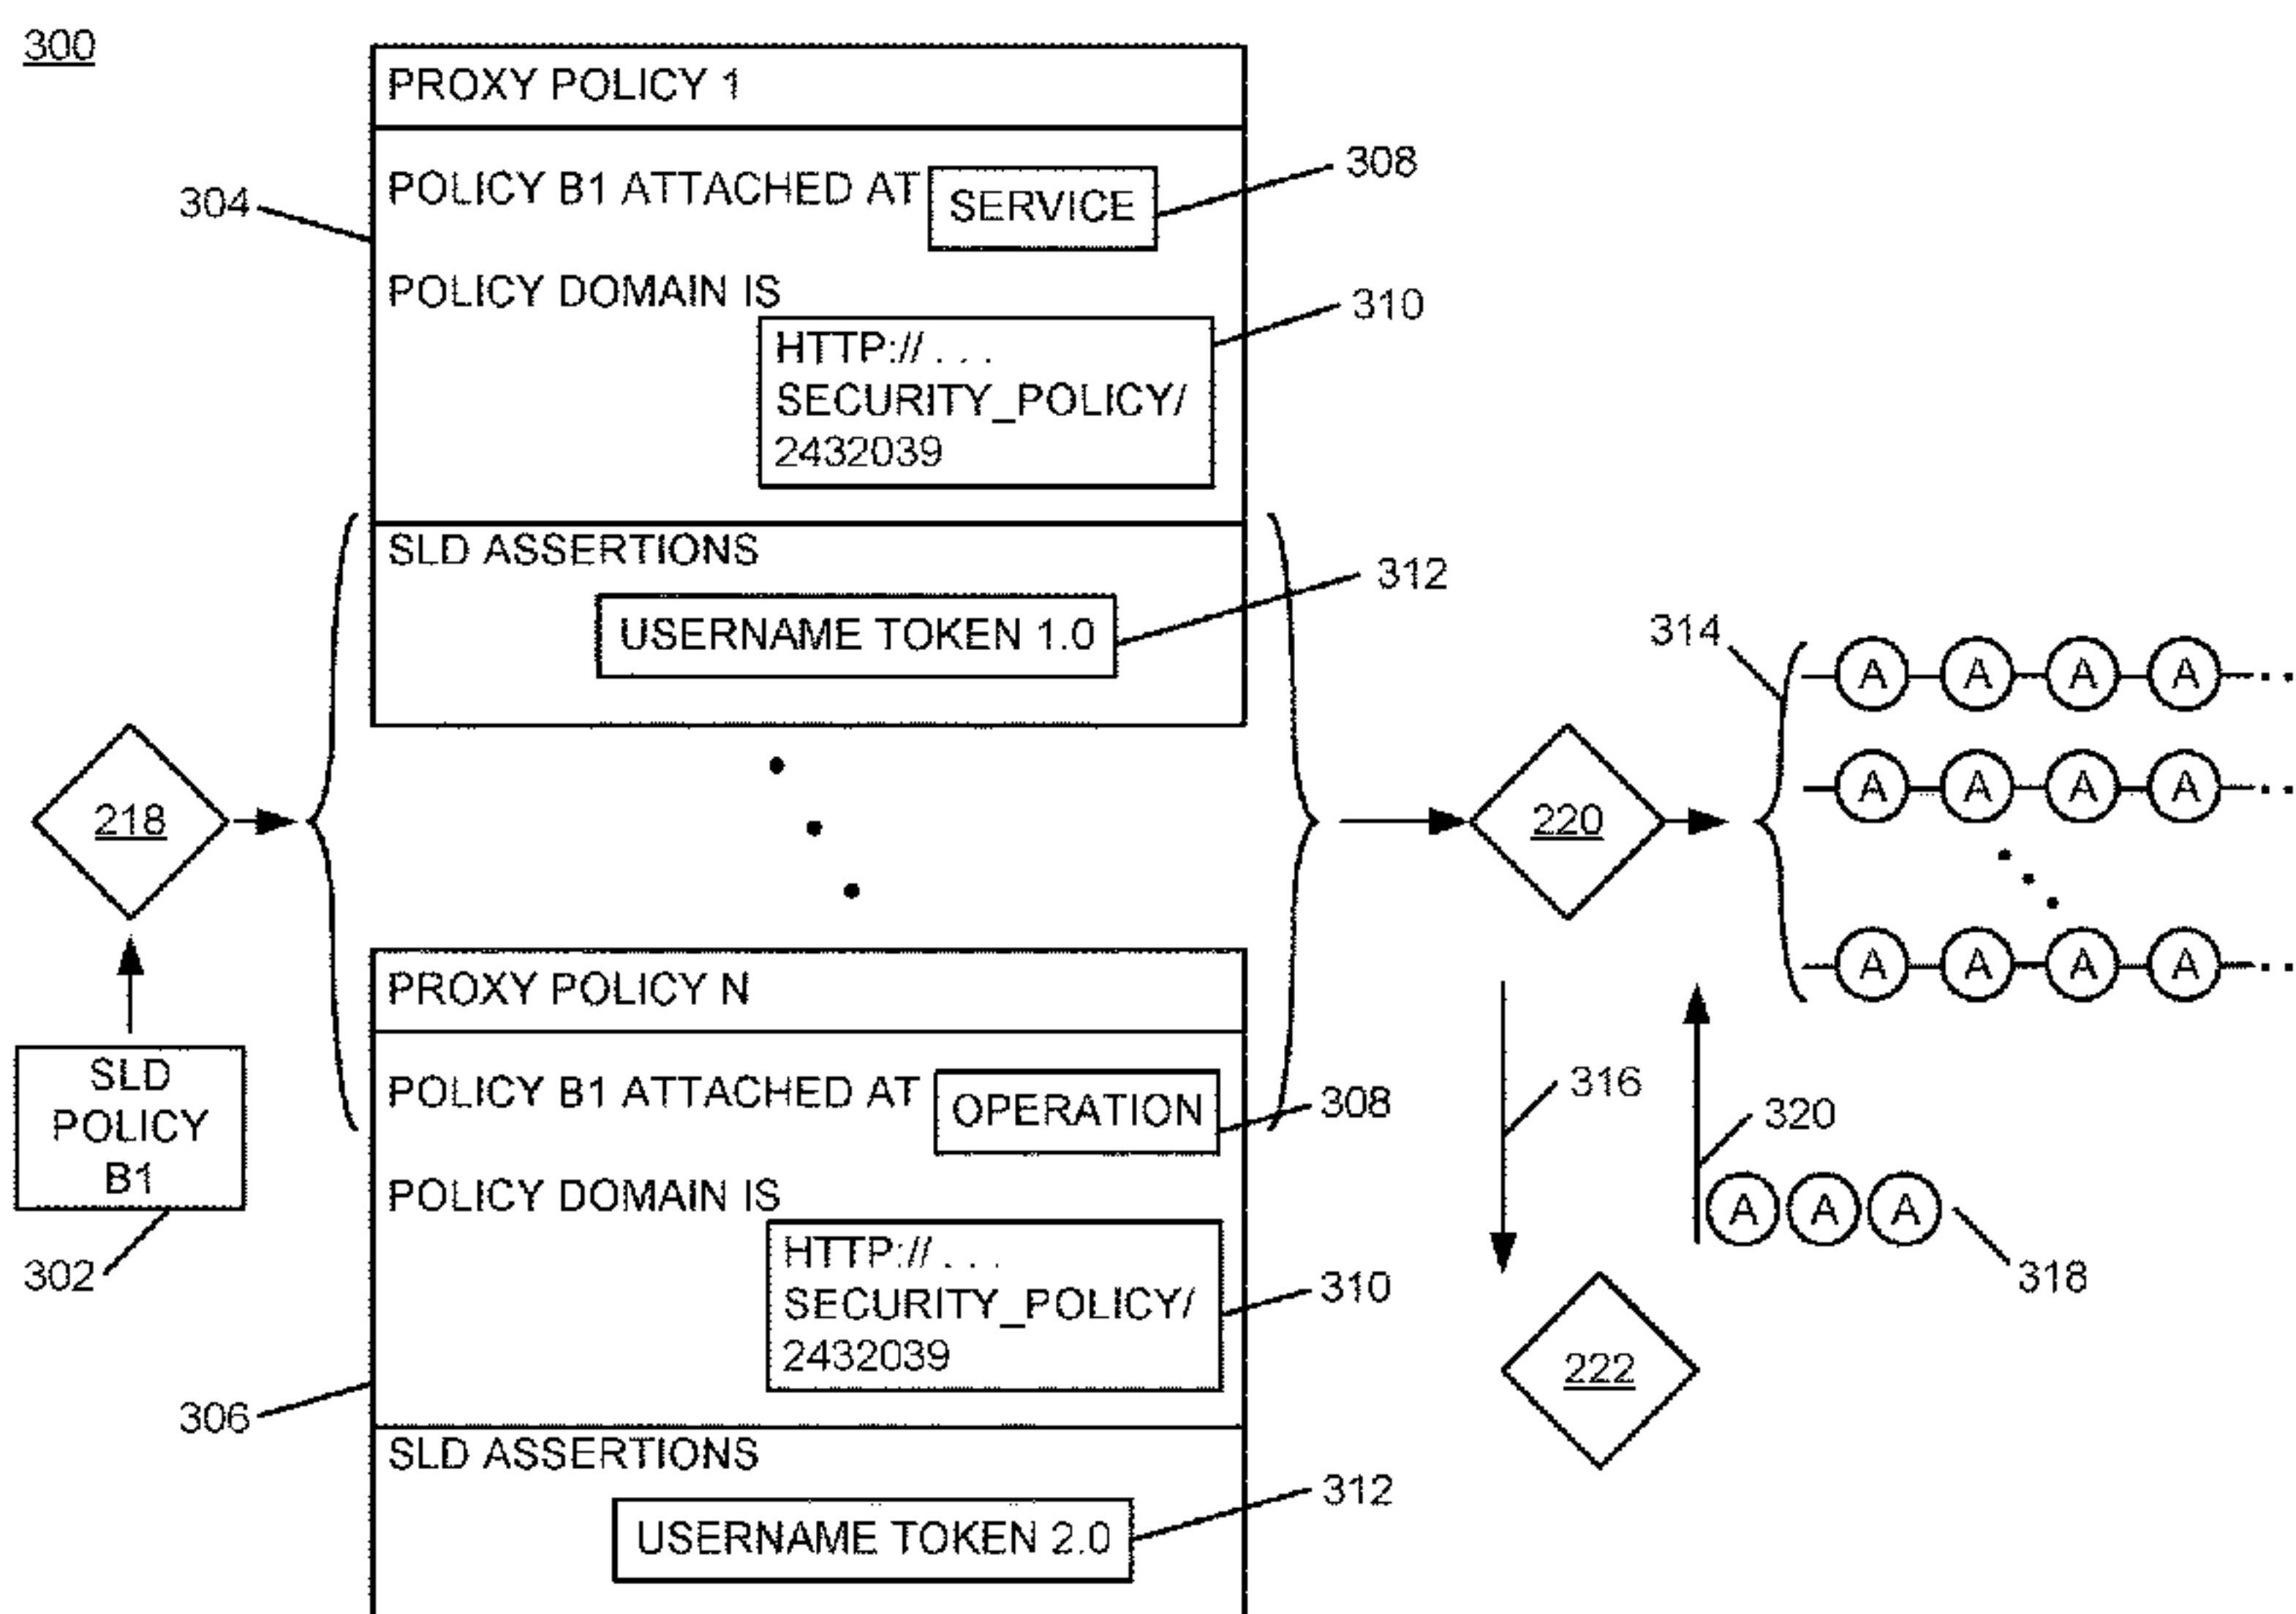 300
PROXY POLICY 1
POLICY B1 ATTACHED AT SERVICE
308
304
POLICY DOMAIN IS
310
HTTP:// . . .
SECURITY_POLICY/
2432039
SLD ASSERTIONS
312
USERNAME TOKEN 1.0
314
A A A A
A A A A
218
220
A A A A
PROXY POLICY N
SLD
POLICY
B1
302
POLICY B1 ATTACHED AT OPERATION
308
316
320
A A A
318
POLICY DOMAIN IS
HTTP:// . . .
SECURITY_POLICY/
2432039
310
222
306
SLD ASSERTIONS
312
USERNAME TOKEN 2.0